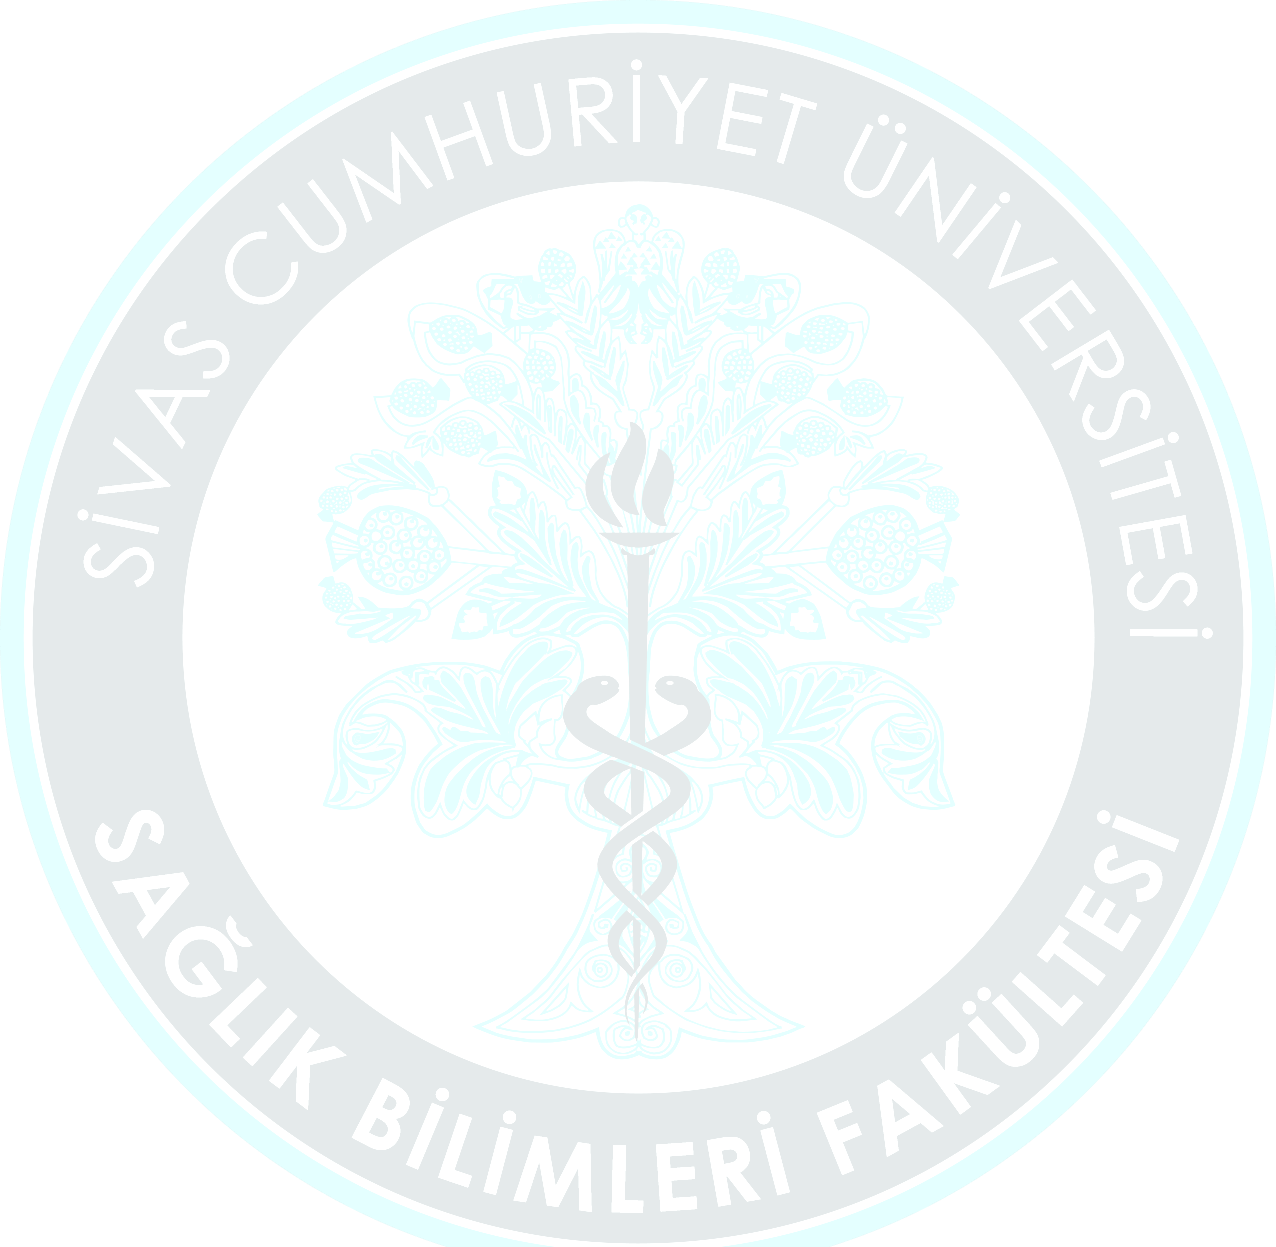 SİVAS CUMHURİYET ÜNİVERSİTESİ
SAĞLIK BİLİMLERİ FAKÜLTESİ